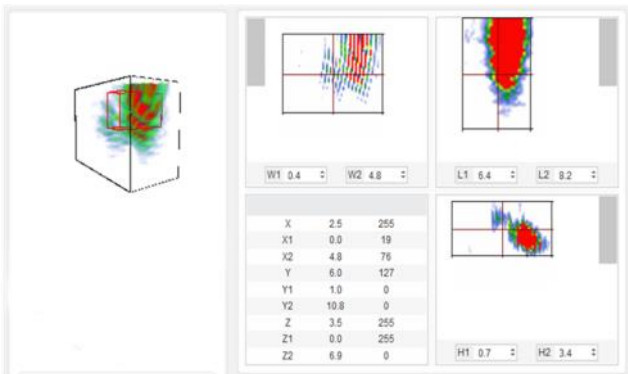 W1 0.4 W2 4.8
L1 6.4 L2 8.2
X 2.5 255
X1 0.0 19
X2 4.8 76
Y 6.0 127
Y1 1.0 0
Y2 10.8 0
Z 3.5 255
Z1 0.0 255
Z2 6.9 0
H1 0.7 H2 3.4